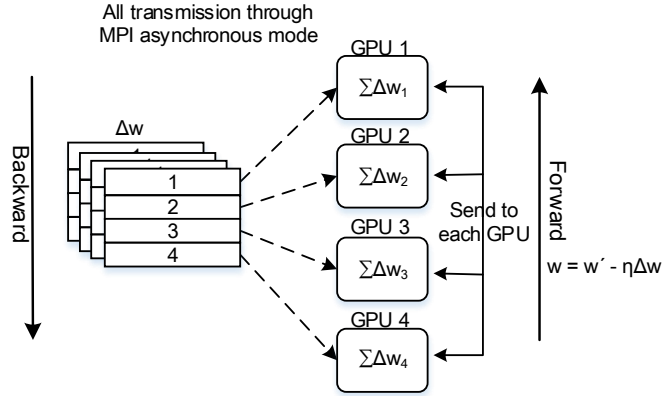 All transmission through
MPI asynchronous mode
Backward
Δw
1
2
3
4
GPU 1
∑Δw₁
GPU 2
∑Δw₂
GPU 3
∑Δw₃
GPU 4
∑Δw₄
Send to
each GPU
Forward
w = w´ - ηΔw